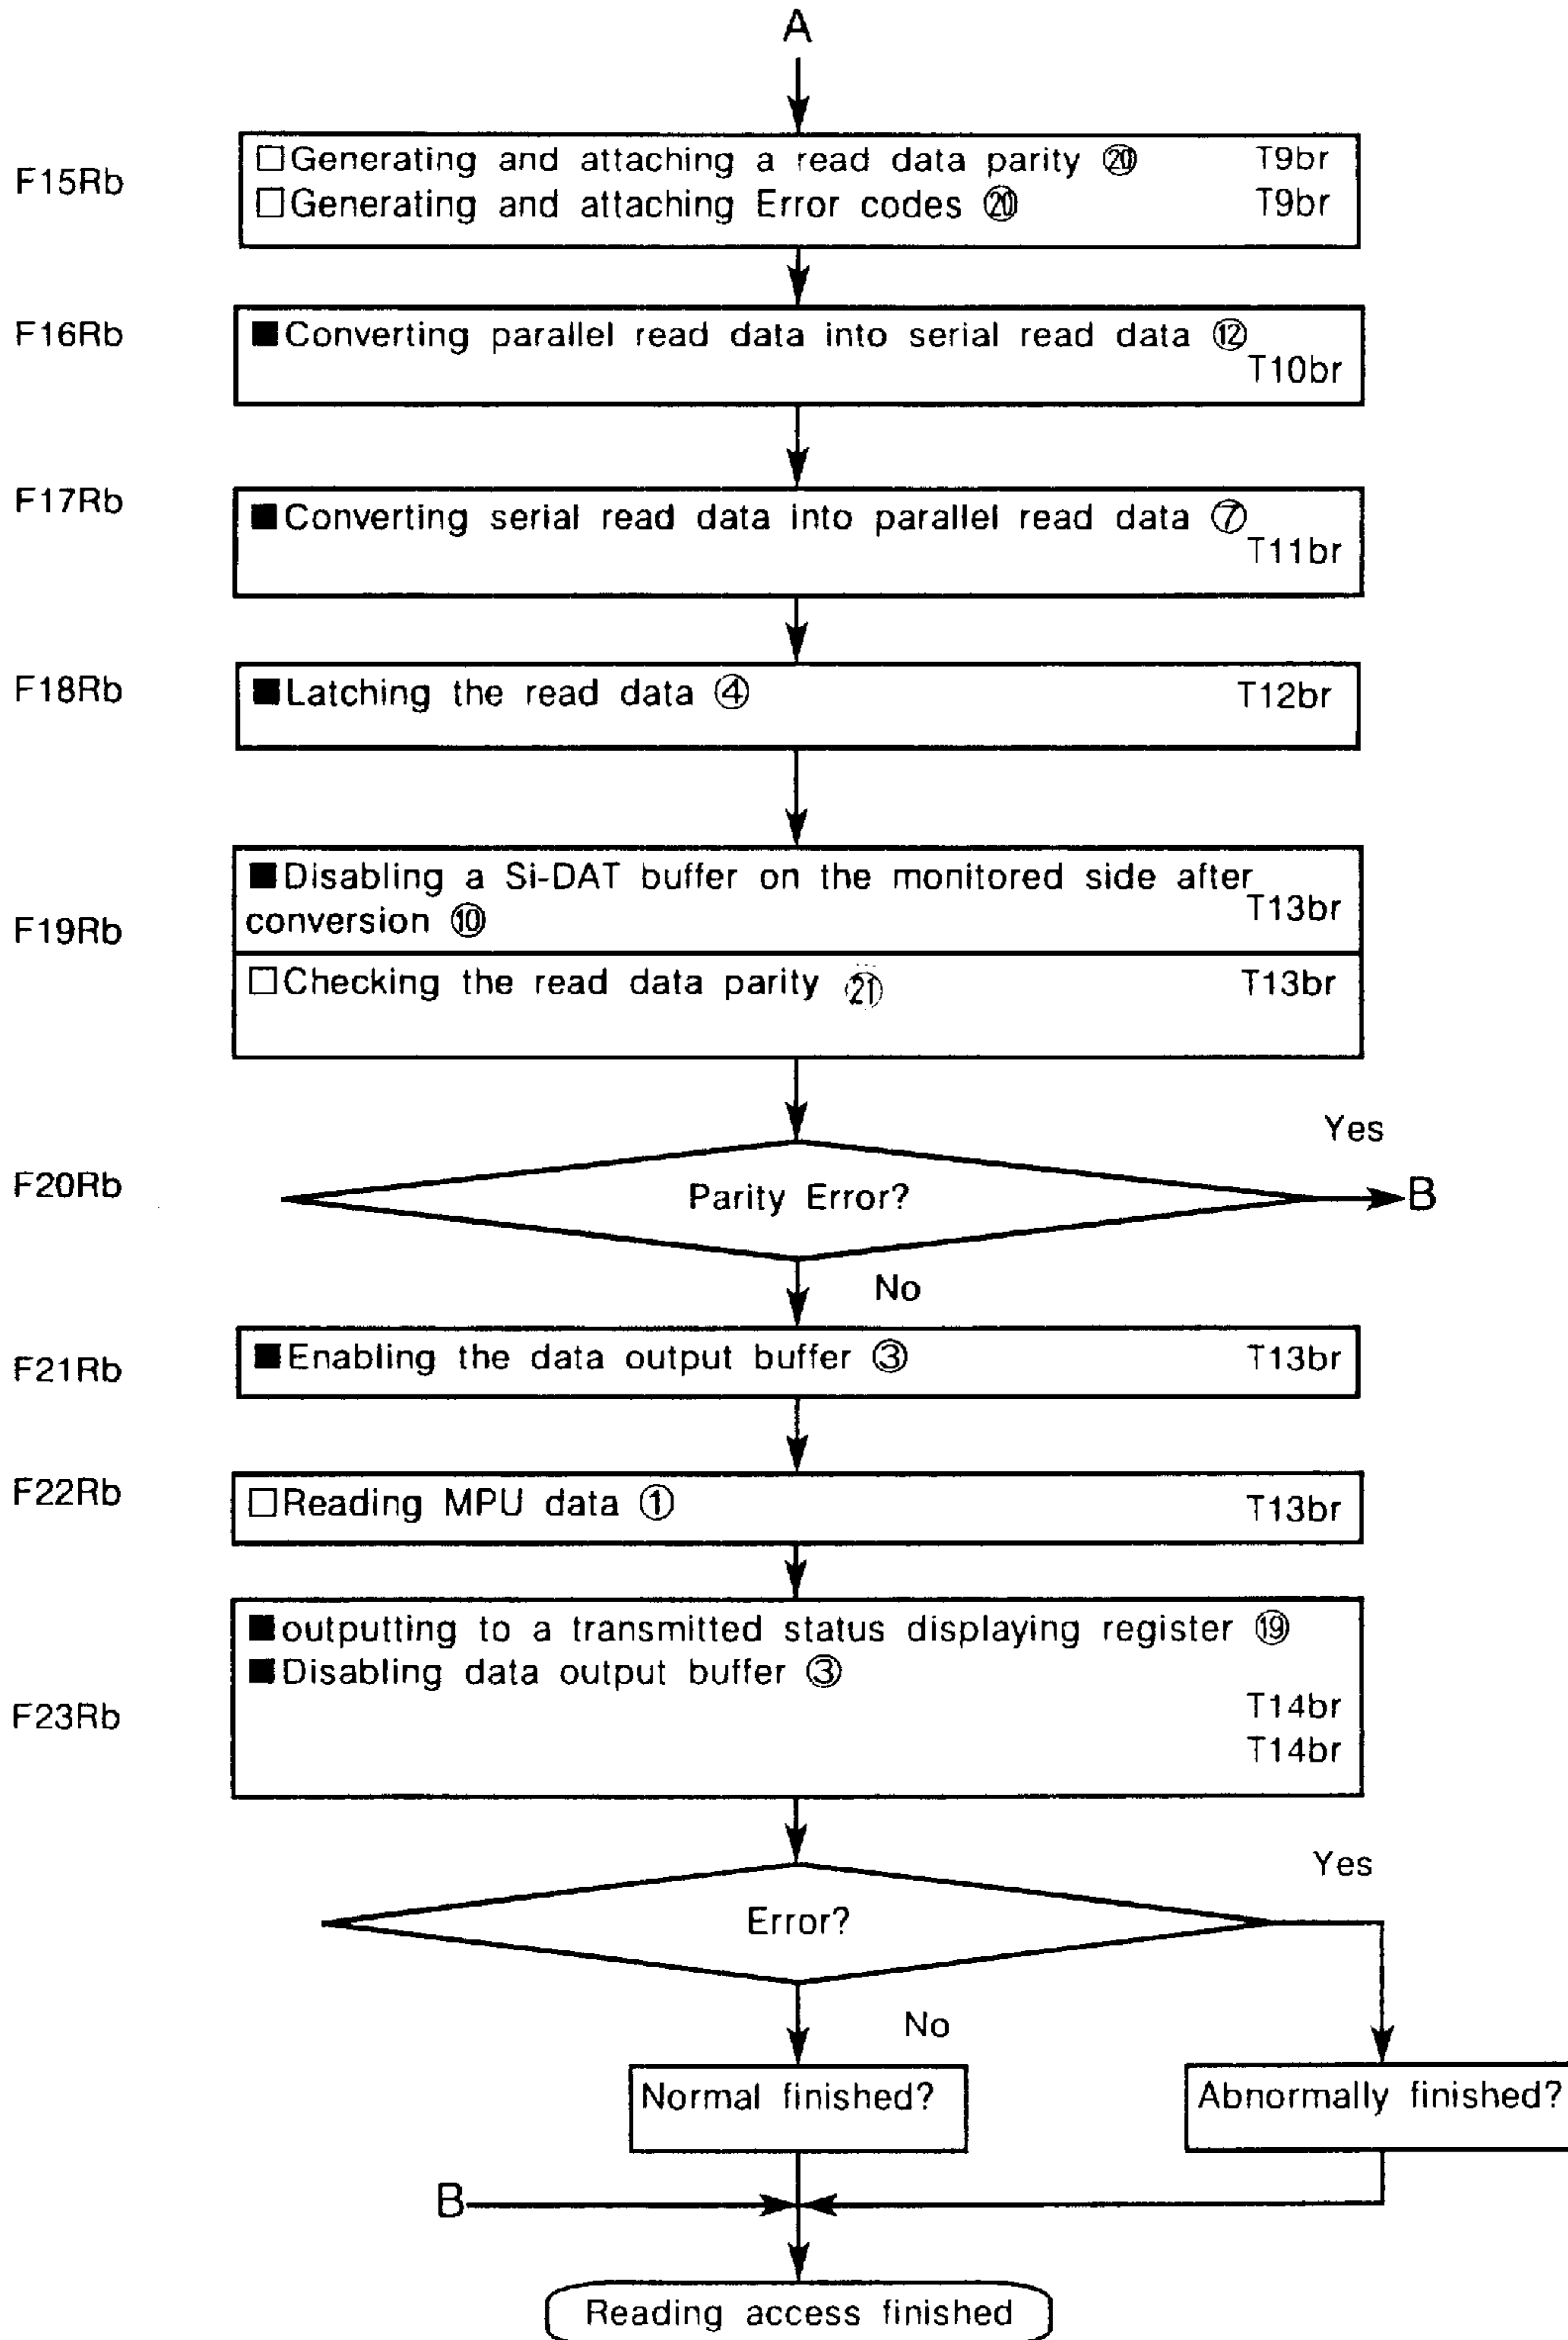 A
F15Rb
□Generating and attaching a read data parity ⑳ T9br
□Generating and attaching Error codes ⑳ T9br
F16Rb
■Converting parallel read data into serial read data ⑫
T10br
F17Rb
■Converting serial read data into parallel read data ⑦
T11br
F18Rb
■Latching the read data ④ T12br
F19Rb
■Disabling a Si-DAT buffer on the monitored side after
conversion ⑩ T13br
□Checking the read data parity ㉑ T13br
F20Rb
Parity Error?
Yes
B
No
F21Rb
■Enabling the data output buffer ③ T13br
F22Rb
□Reading MPU data ① T13br
F23Rb
■outputting to a transmitted status displaying register ⑲
■Disabling data output buffer ③
T14br
T14br
Error?
Yes
No
Normal finished?
Abnormally finished?
B
Reading access finished